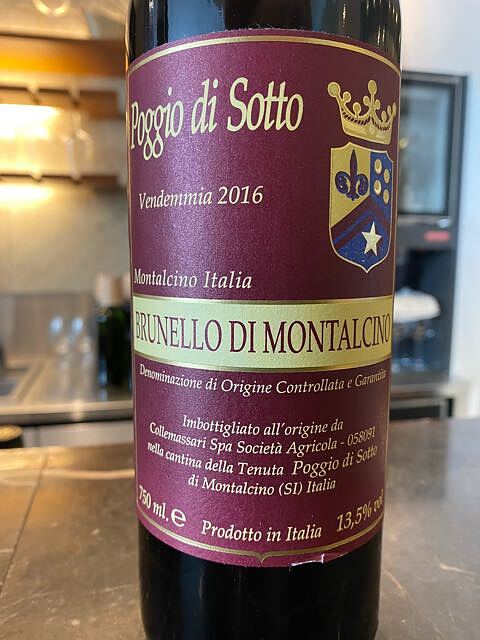 Poggio di Sotto
Vendemmia 2016
Montalcino Italia
BRUNELLO DI MONTALCINO
Denominazione di Origine Controllata e Garantita
Imbottigliato all'origine da
Collemassari Spa Società Agricola - 058091
nella cantina della Tenuta Poggio di Sotto
di Montalcino (SI) Italia
750 ml. e Prodotto in Italia 13,5% vol